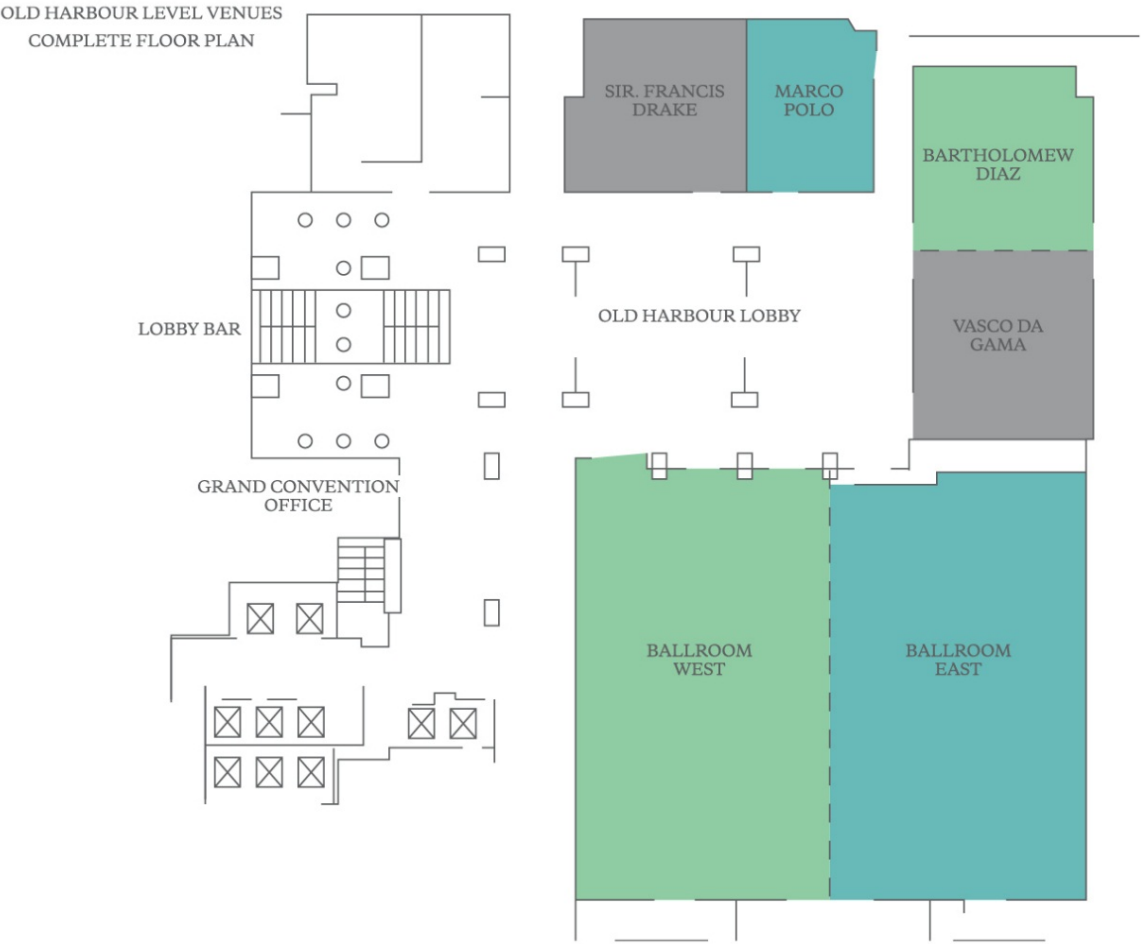 OLD HARBOUR LEVEL VENUES
COMPLETE FLOOR PLAN
SIR. FRANCIS
DRAKE
MARCO
POLO
BARTHOLOMEW
DIAZ
LOBBY BAR
OLD HARBOUR LOBBY
VASCO DA
GAMA
GRAND CONVENTION
OFFICE
BALLROOM
WEST
BALLROOM
EAST